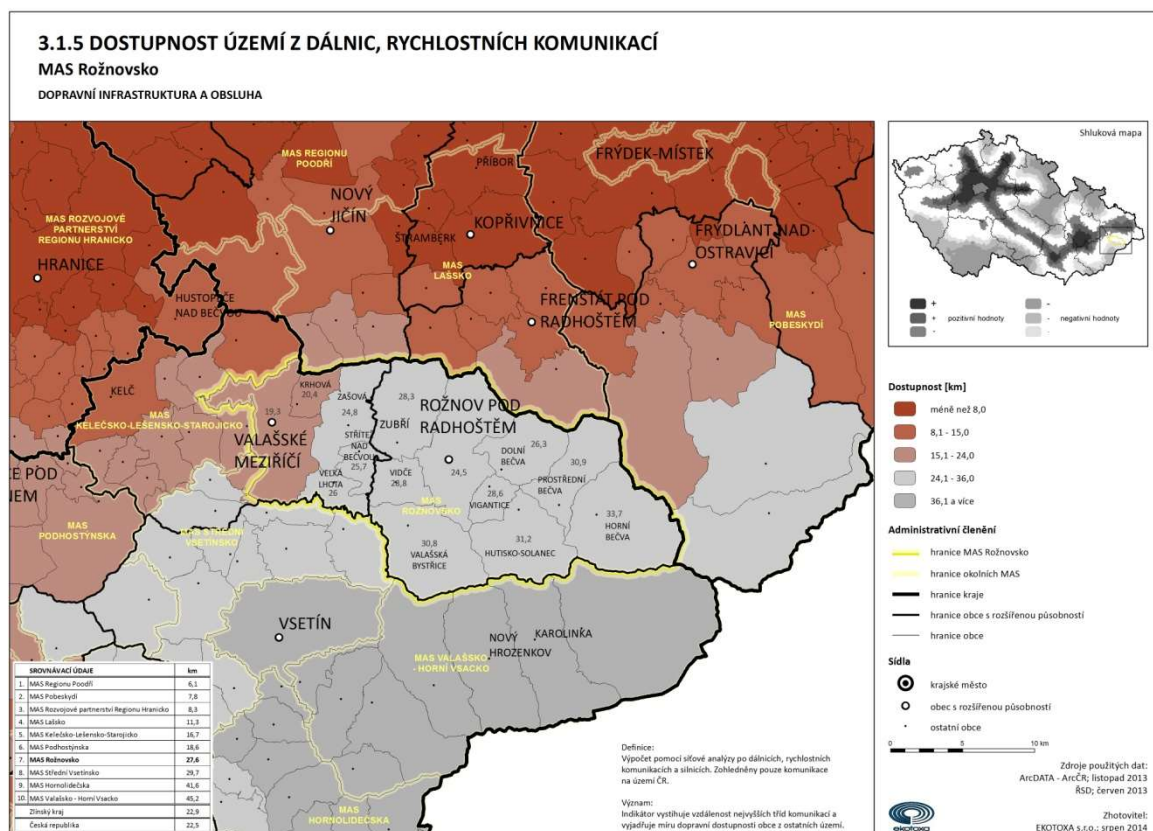 3.1.5 DOSTUPNOST ÚZEMÍ Z DÁLNIC, RYCHLOSTNÍCH KOMUNIKACÍ
MAS Rožnovsko
DOPRAVNÍ INFRASTRUKTURA A OBSLUHA
MAS REGIONU
POODŘÍ
PŘÍBOR
FRÝDEK-MÍSTEK
NOVÝ
JIČÍN
KOPŘIVNICE
ŠTRAMBERK
MAS ROZVOJOVÉ
PARTNERSTVÍ
REGIONU HRANICKO
HRANICE
MAS
LAŠSKO
FRÝDLANT NAD
OSTRAVICÍ
HUSTOPEČE
NAD BEČVOU
FRENŠTÁT POD
RADHOŠTĚM
MAS
POBESKYDÍ
KELČ
MAS
KELEČSKO-LEŠENSKO-STAROJICKO
KRHOVÁ
20,4
19,3
VALAŠSKÉ
MEZIŘÍČÍ
ZAŠOVÁ
24,8
STŘÍTEŽ
NAD
BEČVOU
25,7
VELKÁ
LHOTA
26
28,3
ZUBŘÍ
ROŽNOV POD
RADHOŠTĚM
24,5
VIDČE
MAS
ROŽNOVSKO
DOLNÍ
BEČVA
26,3
30,9
PROSTŘEDNÍ
BEČVA
28,6
VIGANTICE
33,7
HORNÍ
BEČVA
30,8
VALAŠSKÁ
BYSTŘICE
31,2
HUTISKO-SOLANEC
CE POD
NEM
MAS
PODHOSTÝNSKA
MAS STŘEDNÍ
VSETÍNSKO
VSETÍN
MAS VALAŠSKO
- HORNÍ VSACKO
NOVÝ
HROZENKOV
KAROLINKA
MAS
HORNOLIDEČSKA
SROVNÁVACÍ ÚDAJE km
1. MAS Regionu Poodří 6,1
2. MAS Pobeskydí 7,8
3. MAS Rozvojové partnerství Regionu Hranicko 8,3
4. MAS Lašsko 11,3
5. MAS Kelečsko-Lešensko-Starojicko 16,7
6. MAS Podhostýnska 18,6
7. MAS Rožnovsko 27,6
8. MAS Střední Vsetínsko 29,7
9. MAS Hornolidečska 41,6
10. MAS Valašsko - Horní Vsacko 45,2
Zlínský kraj 22,9
Česká republika 22,5
Definice:
Výpočet pomocí síťové analýzy po dálnicích, rychlostních
komunikacích a silnicích. Zohledněny pouze komunikace
na území ČR.
Význam:
Indikátor vystihuje vzdálenost nejvyšších tříd komunikací a
vyjadřuje míru dopravní dostupnosti obce z ostatních území.
Shluková mapa
+ -
+ pozitivní hodnoty - negativní hodnoty
- -
Dostupnost [km]
méně než 8,0
8,1 - 15,0
15,1 - 24,0
24,1 - 36,0
36,1 a více
Administrativní členění
hranice MAS Rožnovsko
hranice okolních MAS
hranice kraje
hranice obce s rozšířenou působností
hranice obce
Sídla
krajské město
obec s rozšířenou působností
ostatní obce
0 5 10 km
Zdroje použitých dat:
ArcDATA - ArcČR; listopad 2013
ŘSD; červen 2013
ekotoxa
Zhotovitel:
EKOTOXA s.r.o.; srpen 2014